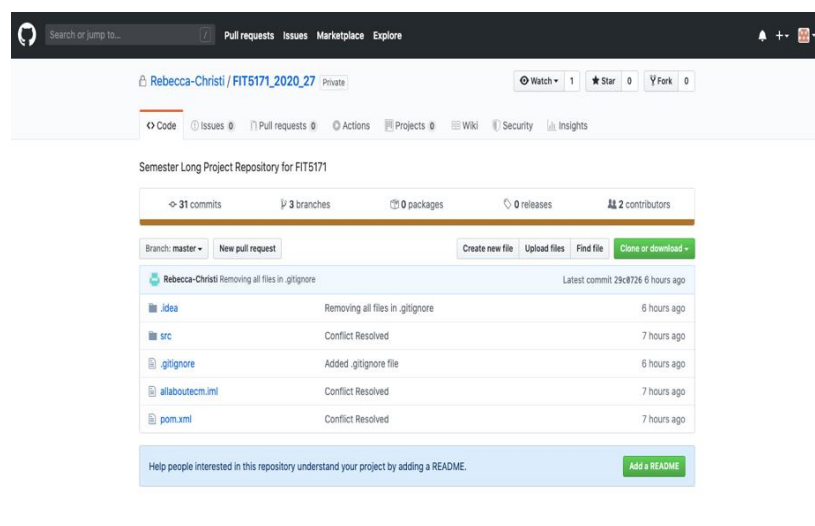 Search or jump to... /
Pull requests Issues Marketplace Explore
Rebecca-Christi / FIT5171_2020_27 Private
Watch 1 Star 0 Fork 0
Code Issues 0 Pull requests 0 Actions Projects 0 Wiki Security Insights
Semester Long Project Repository for FIT5171
31 commits 3 branches 0 packages 0 releases 2 contributors
Branch: master New pull request Create new file Upload files Find file Clone or download
Rebecca-Christi Removing all files in .gitignore Latest commit 29c0726 6 hours ago
.idea Removing all files in .gitignore 6 hours ago
src Conflict Resolved 7 hours ago
.gitignore Added .gitignore file 6 hours ago
allaboutecm.iml Conflict Resolved 7 hours ago
pom.xml Conflict Resolved 7 hours ago
Help people interested in this repository understand your project by adding a README. Add a README